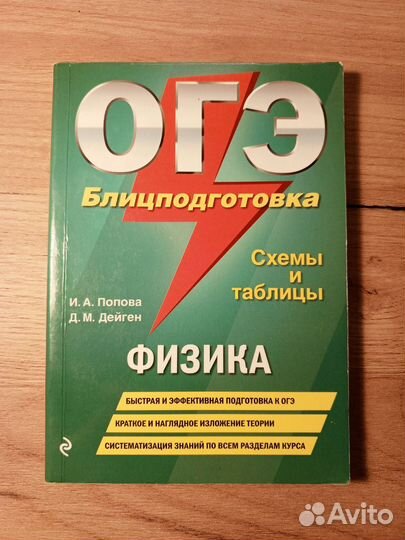 ОГЭ
Блицподготовка
Схемы
и
таблицы
И. А. Попова
Д. М. Дейген
ФИЗИКА
БЫСТРАЯ И ЭФФЕКТИВНАЯ ПОДГОТОВКА К ОГЭ
КРАТКОЕ И НАГЛЯДНОЕ ИЗЛОЖЕНИЕ ТЕОРИИ
СИСТЕМАТИЗАЦИЯ ЗНАНИЙ ПО ВСЕМ РАЗДЕЛАМ КУРСА
Avito